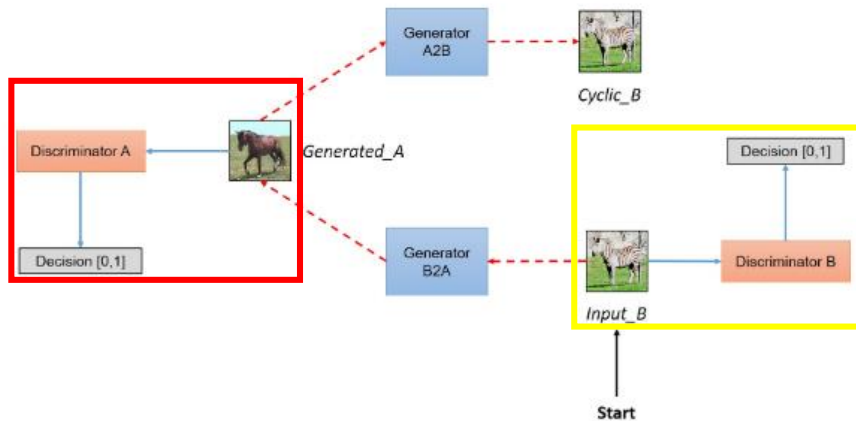 Generator
A2B
Cyclic_B
Discriminator A
Generated_A
Decision [0,1]
Decision [0,1]
Generator
B2A
Discriminator B
Input_B
Start